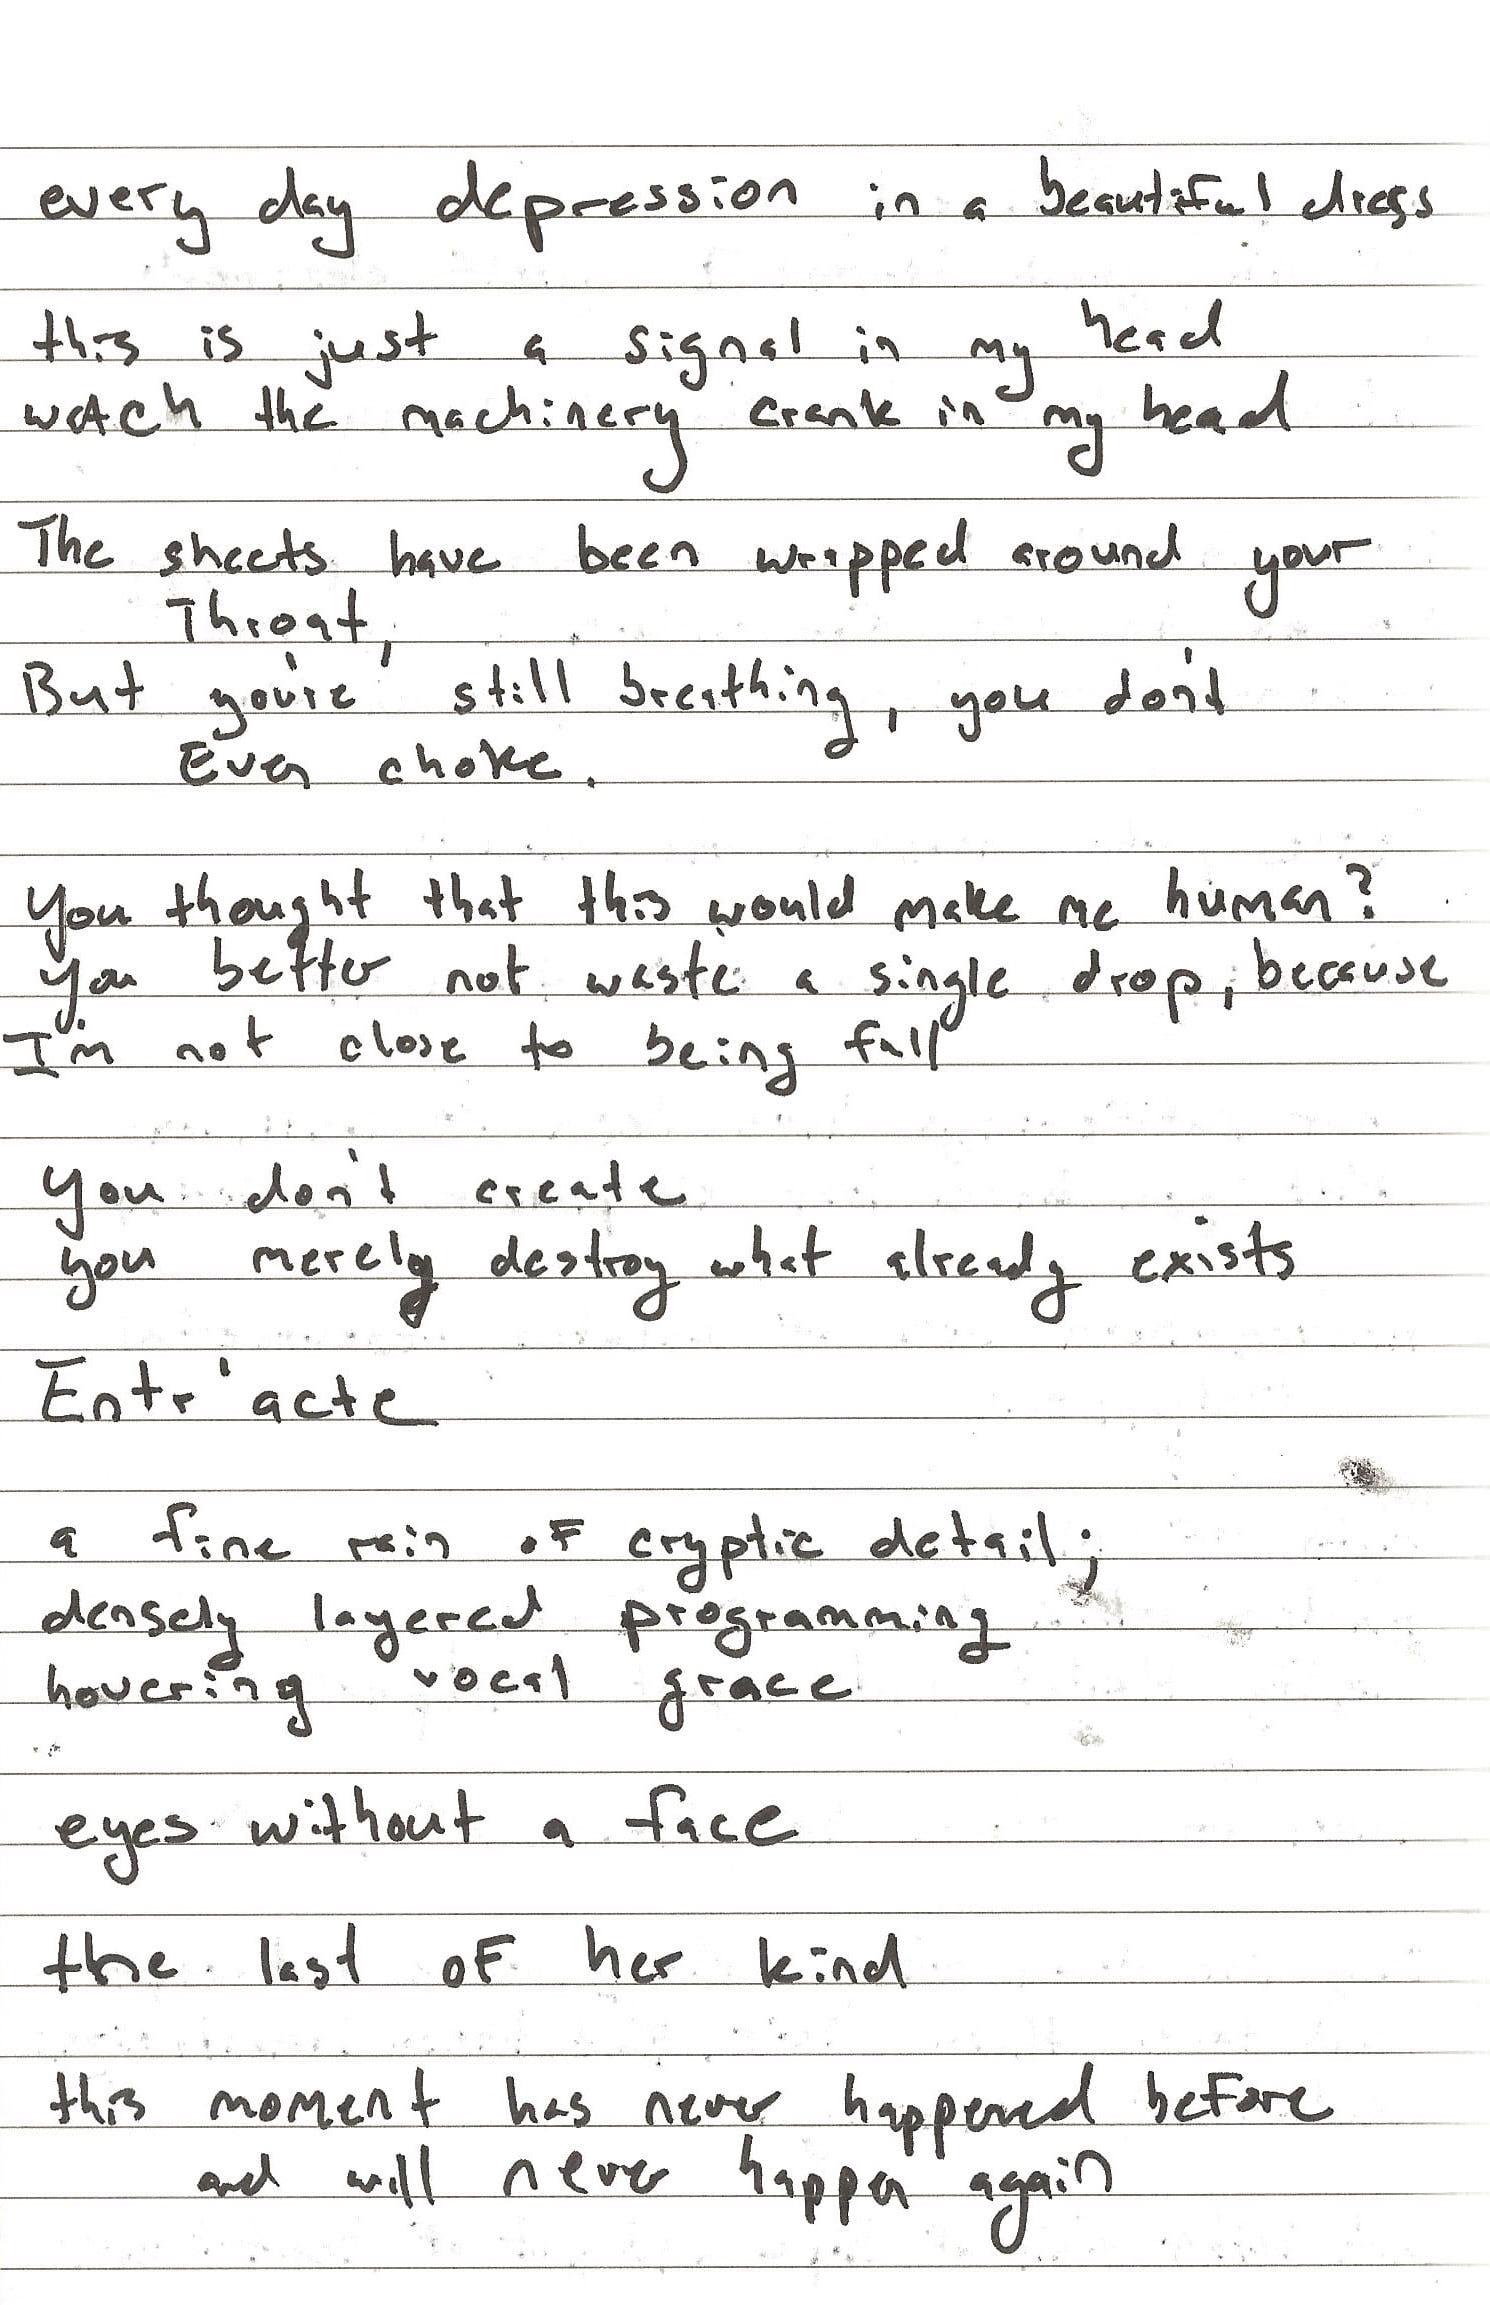 every day depression in a beautiful dress
this is just a signal in my head
watch the machinery crank in my head
The sheets have been wrapped around your
Throat,
But you're still breathing, you don't
Even choke.
You thought that this would make me human?
You better not waste a single drop, because
I'm not close to being full
you don't create
you merely destroy what already exists
Entr'acte
a fine rain of cryptic detail;
densely layered programming
hovering vocal grace
eyes without a face
the last of her kind
this moment has never happened before
and will never happen again